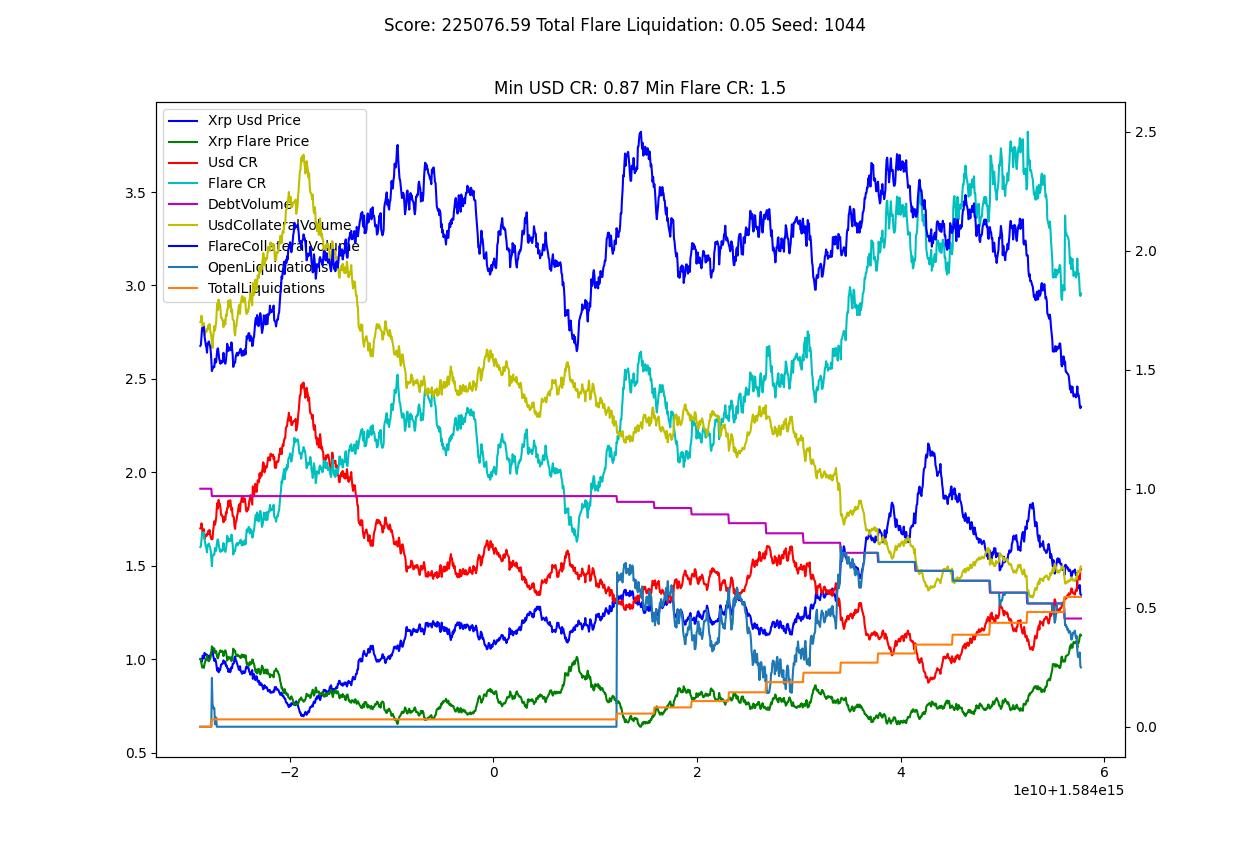 Score: 225076.59 Total Flare Liquidation: 0.05 Seed: 1044
Min USD CR: 0.87 Min Flare CR: 1.5
Xrp Usd Price
Xrp Flare Price
Usd CR
Flare CR
DebtVolume
UsdCollateralVolume
FlareCollateralVolume
OpenLiquidations
TotalLiquidations
3.5
3.0
2.5
2.0
1.5
1.0
0.5
2.5
2.0
1.5
1.0
0.5
0.0
−2
0
2
4
6
1e10+1.584e15